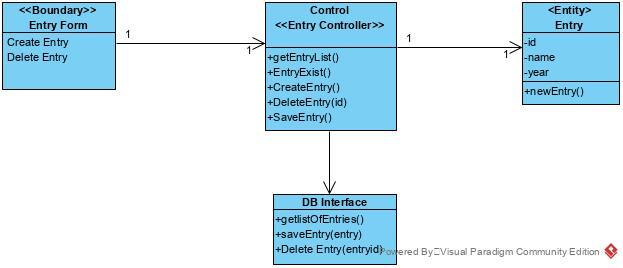 <<Boundary>>
Entry Form
Create Entry
Delete Entry
1
1
Control
<<Entry Controller>>
+getEntryList()
+EntryExist()
+CreateEntry()
+DeleteEntry(id)
+SaveEntry()
1
1
<Entity>
Entry
-id
-name
-year
+newEntry()
DB Interface
+getlistOfEntries()
+saveEntry(entry)
+Delete Entry(entryid)
Powered By Visual Paradigm Community Edition